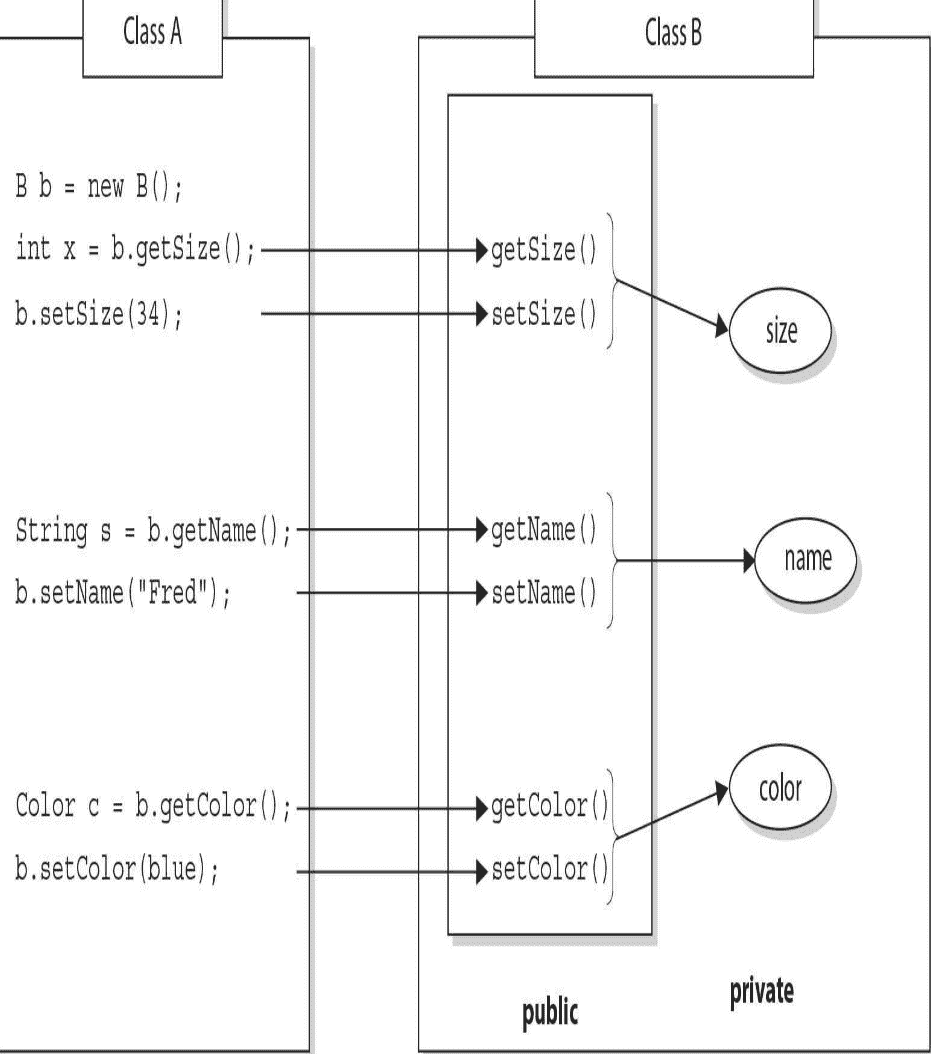 Class A
B b = new B();
int x = b.getSize();
b.setSize(34);
String s = b.getName();
b.setName("Fred");
Color c = b.getColor();
b.setColor(blue);
Class B
getSize()
setSize()
getName()
setName()
getColor()
setColor()
public
size
name
color
private